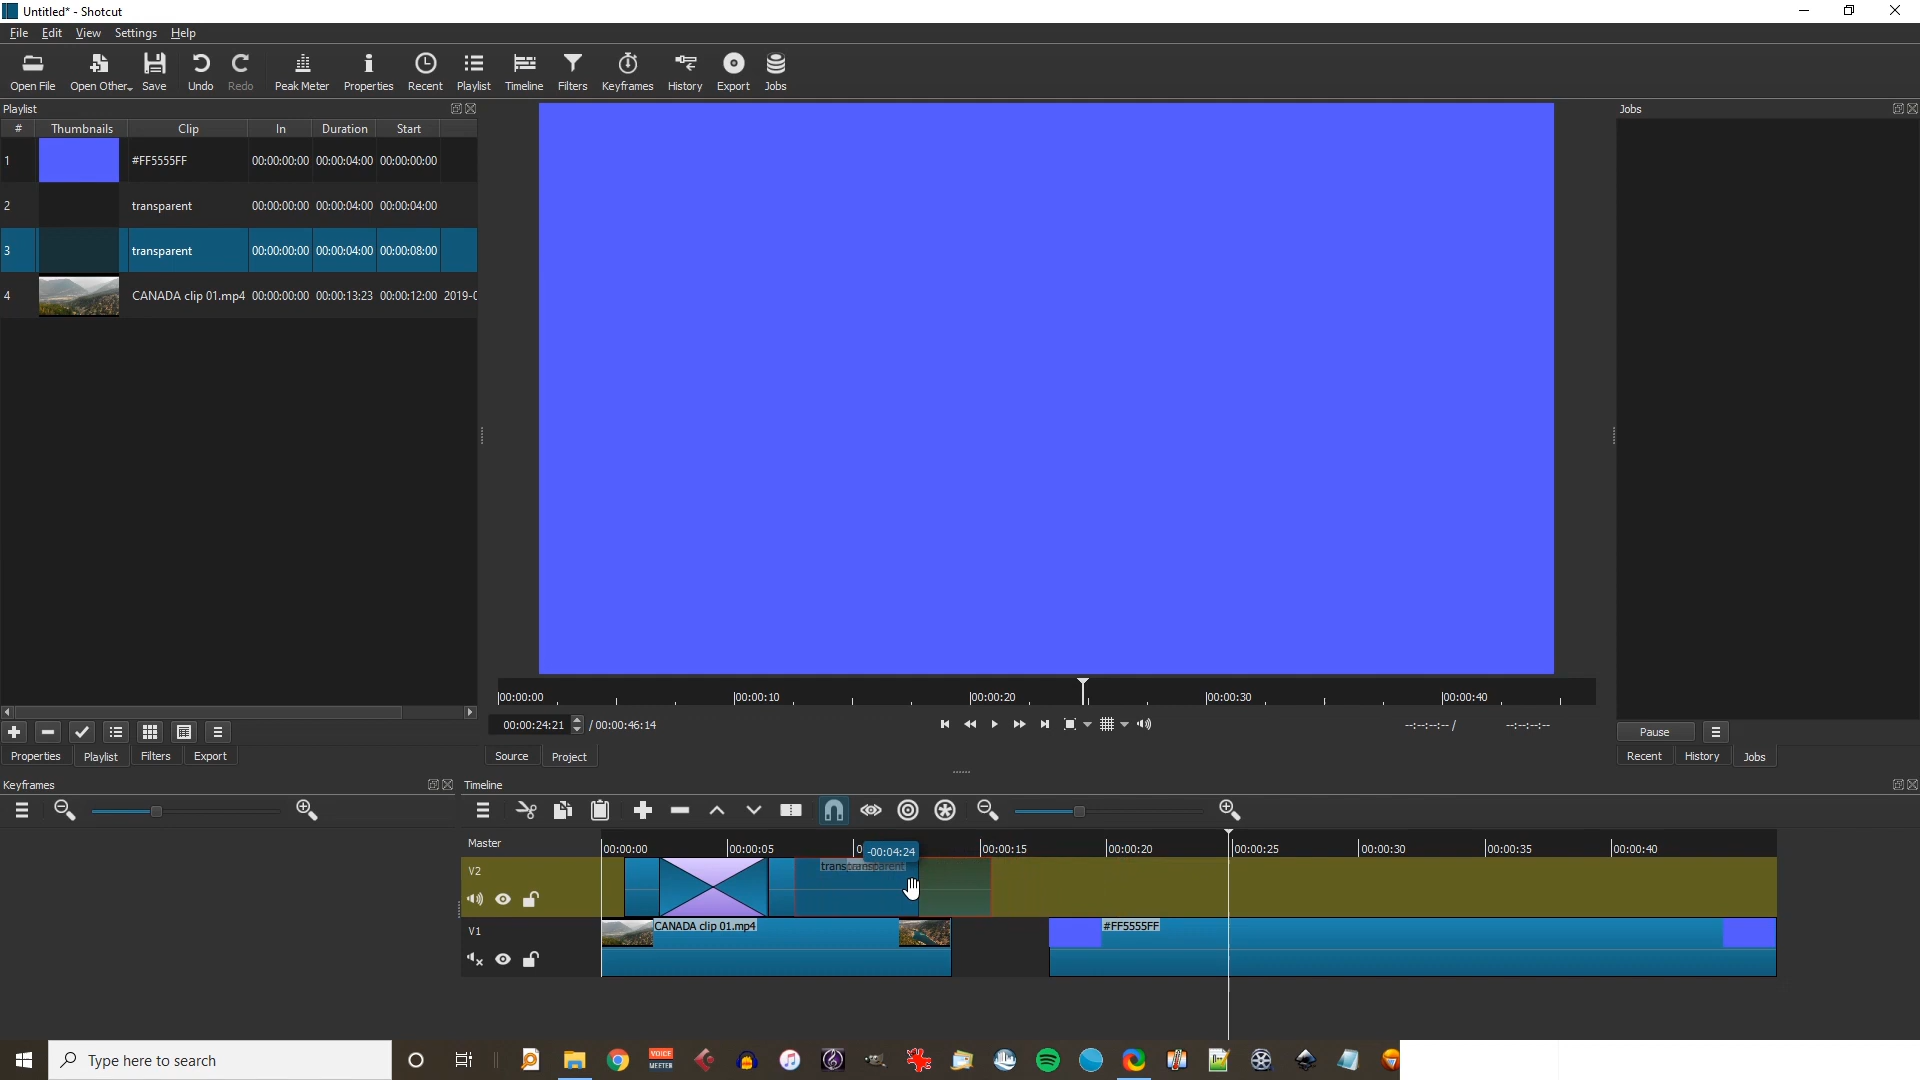 Untitled* - Shotcut
File Edit View Settings Help
Open File Open Other Save Undo Redo Peak Meter Properties Recent Playlist Timeline Filters Keyframes History Export Jobs
Playlist
Jobs
# Thumbnails Clip In Duration Start
1 #FF5555FF 00:00:00:00 00:00:04:00 00:00:00:00
2 transparent 00:00:00:00 00:00:04:00 00:00:04:00
3 transparent 00:00:00:00 00:00:04:00 00:00:08:00
4 CANADA clip 01.mp4 00:00:00:00 00:00:13:23 00:00:12:00 2019-0
00:00:00 00:00:10 00:00:20 00:00:30 00:00:40
00:00:24:21 / 00:00:46:14 --:--:--:-- / --:--:--:--
Pause
Properties Playlist Filters Export
Source Project
Recent History Jobs
Keyframes
Timeline
Master
00:00:00 00:00:05 00:00:15 00:00:20 00:00:25 00:00:30 00:00:35 00:00:40
-00:04:24
V2
transtransparent
V1
CANADA clip 01.mp4
#FF5555FF
Type here to search
VOICE
MEETER